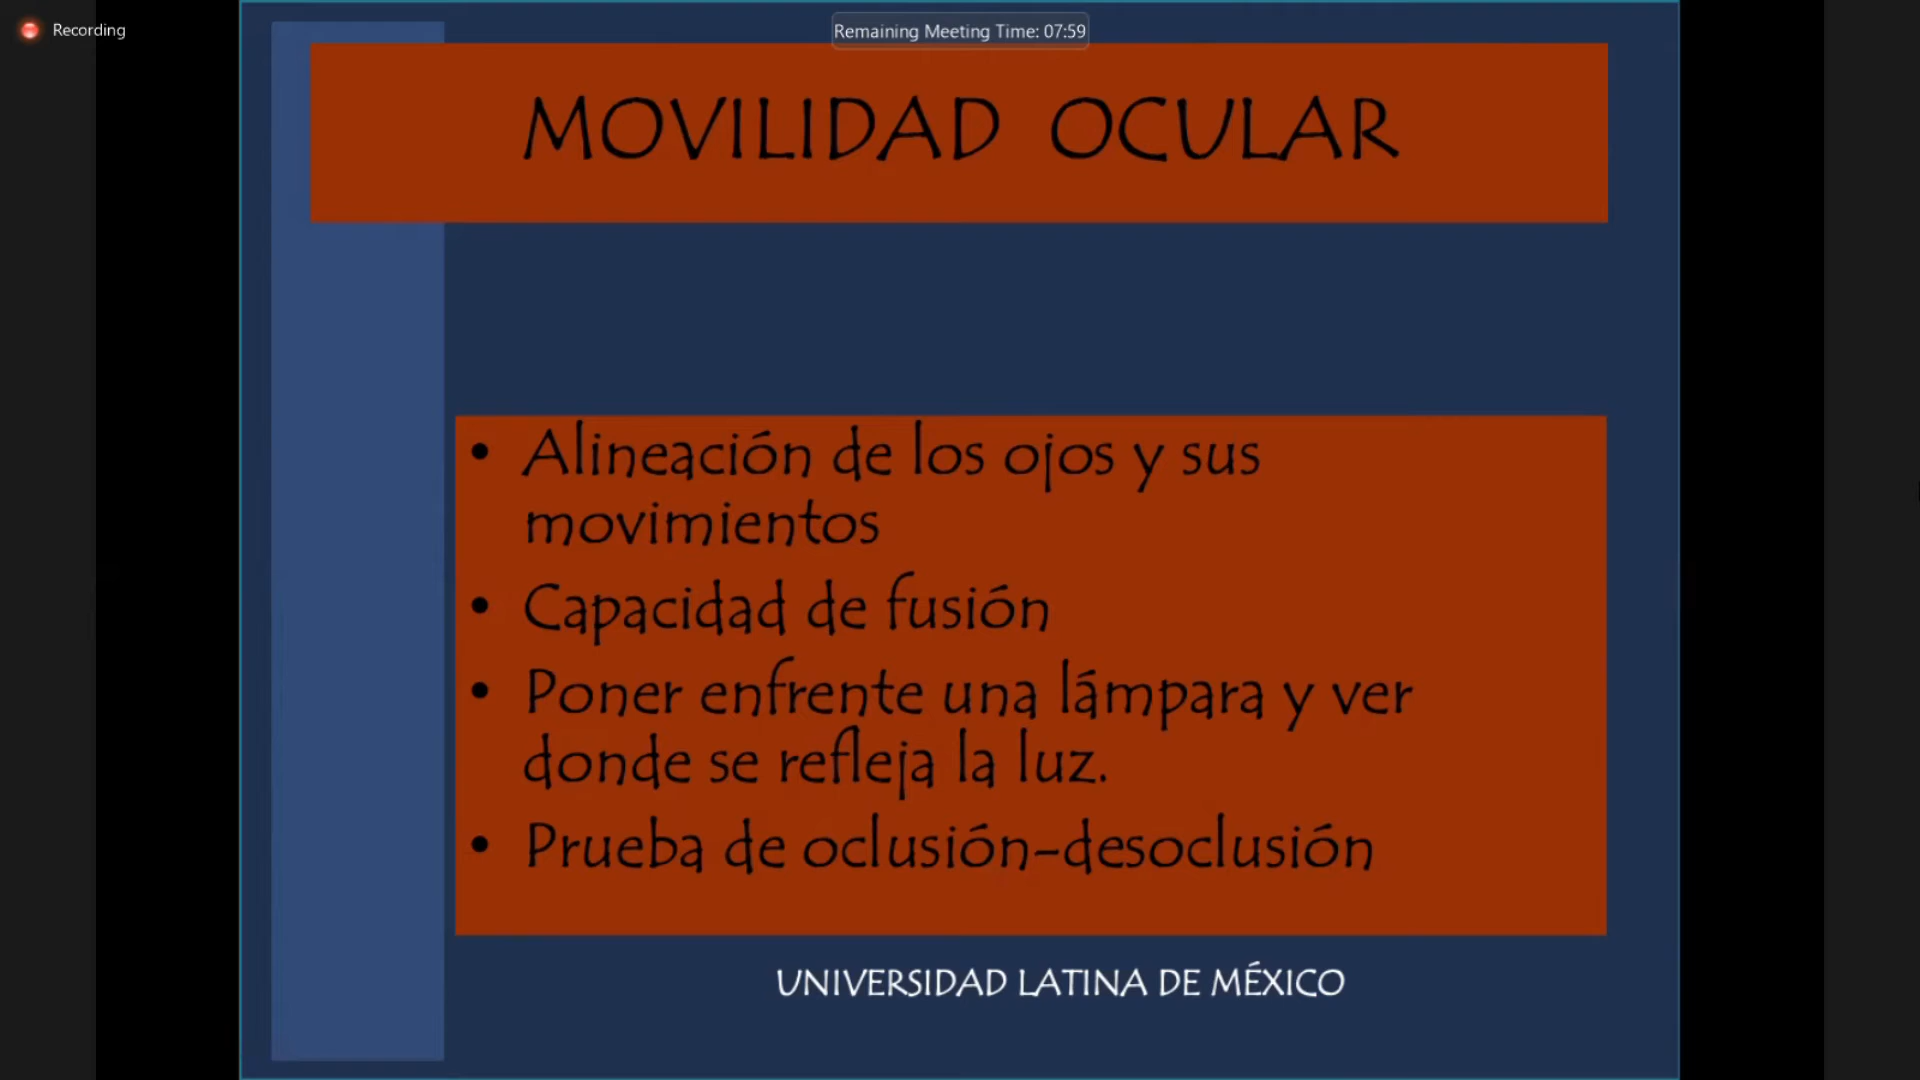 Recording
Remaining Meeting Time: 07:59
MOVILIDAD OCULAR
• Alineación de los ojos y sus
movimientos
• Capacidad de fusión
• Poner enfrente una lámpara y ver
donde se refleja la luz.
• Prueba de oclusión-desoclusión
UNIVERSIDAD LATINA DE MÉXICO